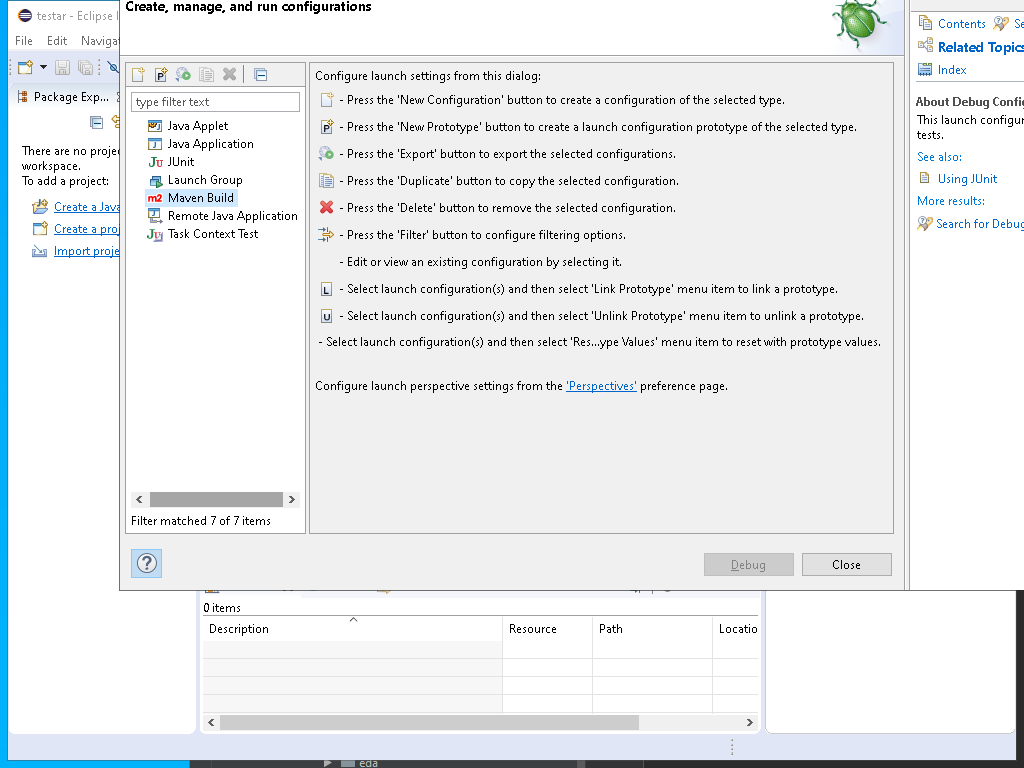 testar - Eclipse
Create, manage, and run configurations
File Edit Naviga
Package Exp...
There are no proje
workspace.
To add a project:
Create a Java
Create a proj
Import proje
type filter text
Java Applet
Java Application
JUnit
Launch Group
Maven Build
Remote Java Application
Task Context Test
Filter matched 7 of 7 items
Configure launch settings from this dialog:
- Press the 'New Configuration' button to create a configuration of the selected type.
- Press the 'New Prototype' button to create a launch configuration prototype of the selected type.
- Press the 'Export' button to export the selected configurations.
- Press the 'Duplicate' button to copy the selected configuration.
- Press the 'Delete' button to remove the selected configuration.
- Press the 'Filter' button to configure filtering options.
- Edit or view an existing configuration by selecting it.
- Select launch configuration(s) and then select 'Link Prototype' menu item to link a prototype.
- Select launch configuration(s) and then select 'Unlink Prototype' menu item to unlink a prototype.
- Select launch configuration(s) and then select 'Res...ype Values' menu item to reset with prototype values.
Configure launch perspective settings from the 'Perspectives' preference page.
Debug Close
Contents Se
Related Topics
Index
About Debug Config
This launch configur
tests.
See also:
Using JUnit
More results:
Search for Debug
0 items
Description Resource Path Locatio
eda